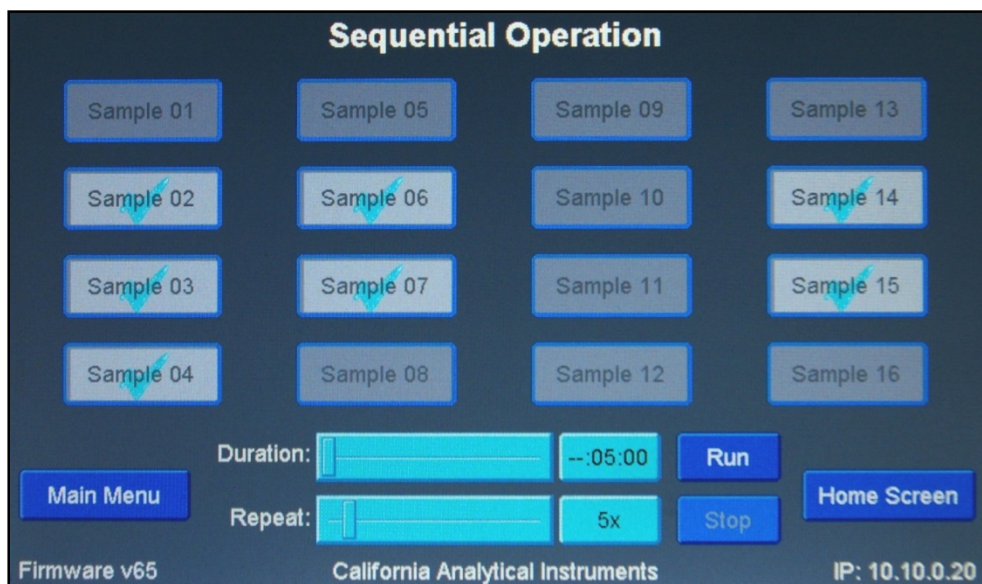 Sequential Operation
Sample 01 Sample 05 Sample 09 Sample 13
Sample 02 Sample 06 Sample 10 Sample 14
Sample 03 Sample 07 Sample 11 Sample 15
Sample 04 Sample 08 Sample 12 Sample 16
Duration: --:05:00 Run
Main Menu Home Screen
Repeat: 5x Stop
Firmware v65 California Analytical Instruments IP: 10.10.0.20